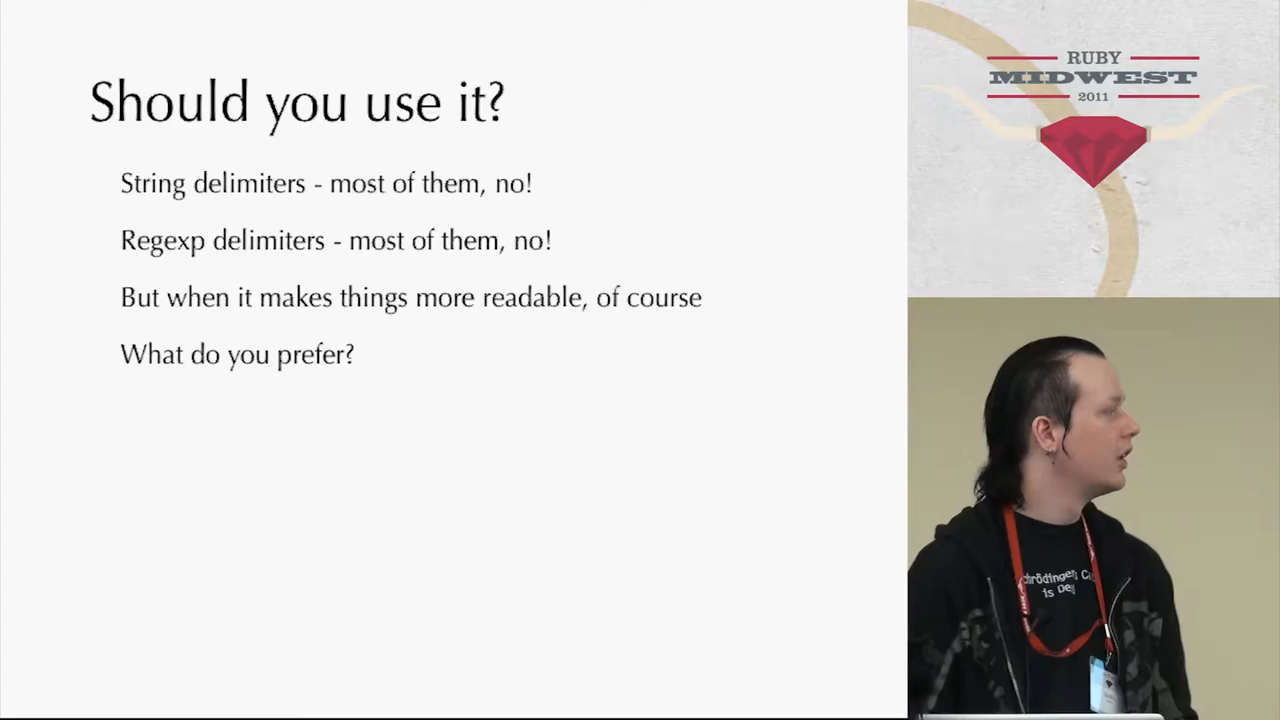 Should you use it?
String delimiters - most of them, no!
Regexp delimiters - most of them, no!
But when it makes things more readable, of course
What do you prefer?
RUBY
MIDWEST
2011
is